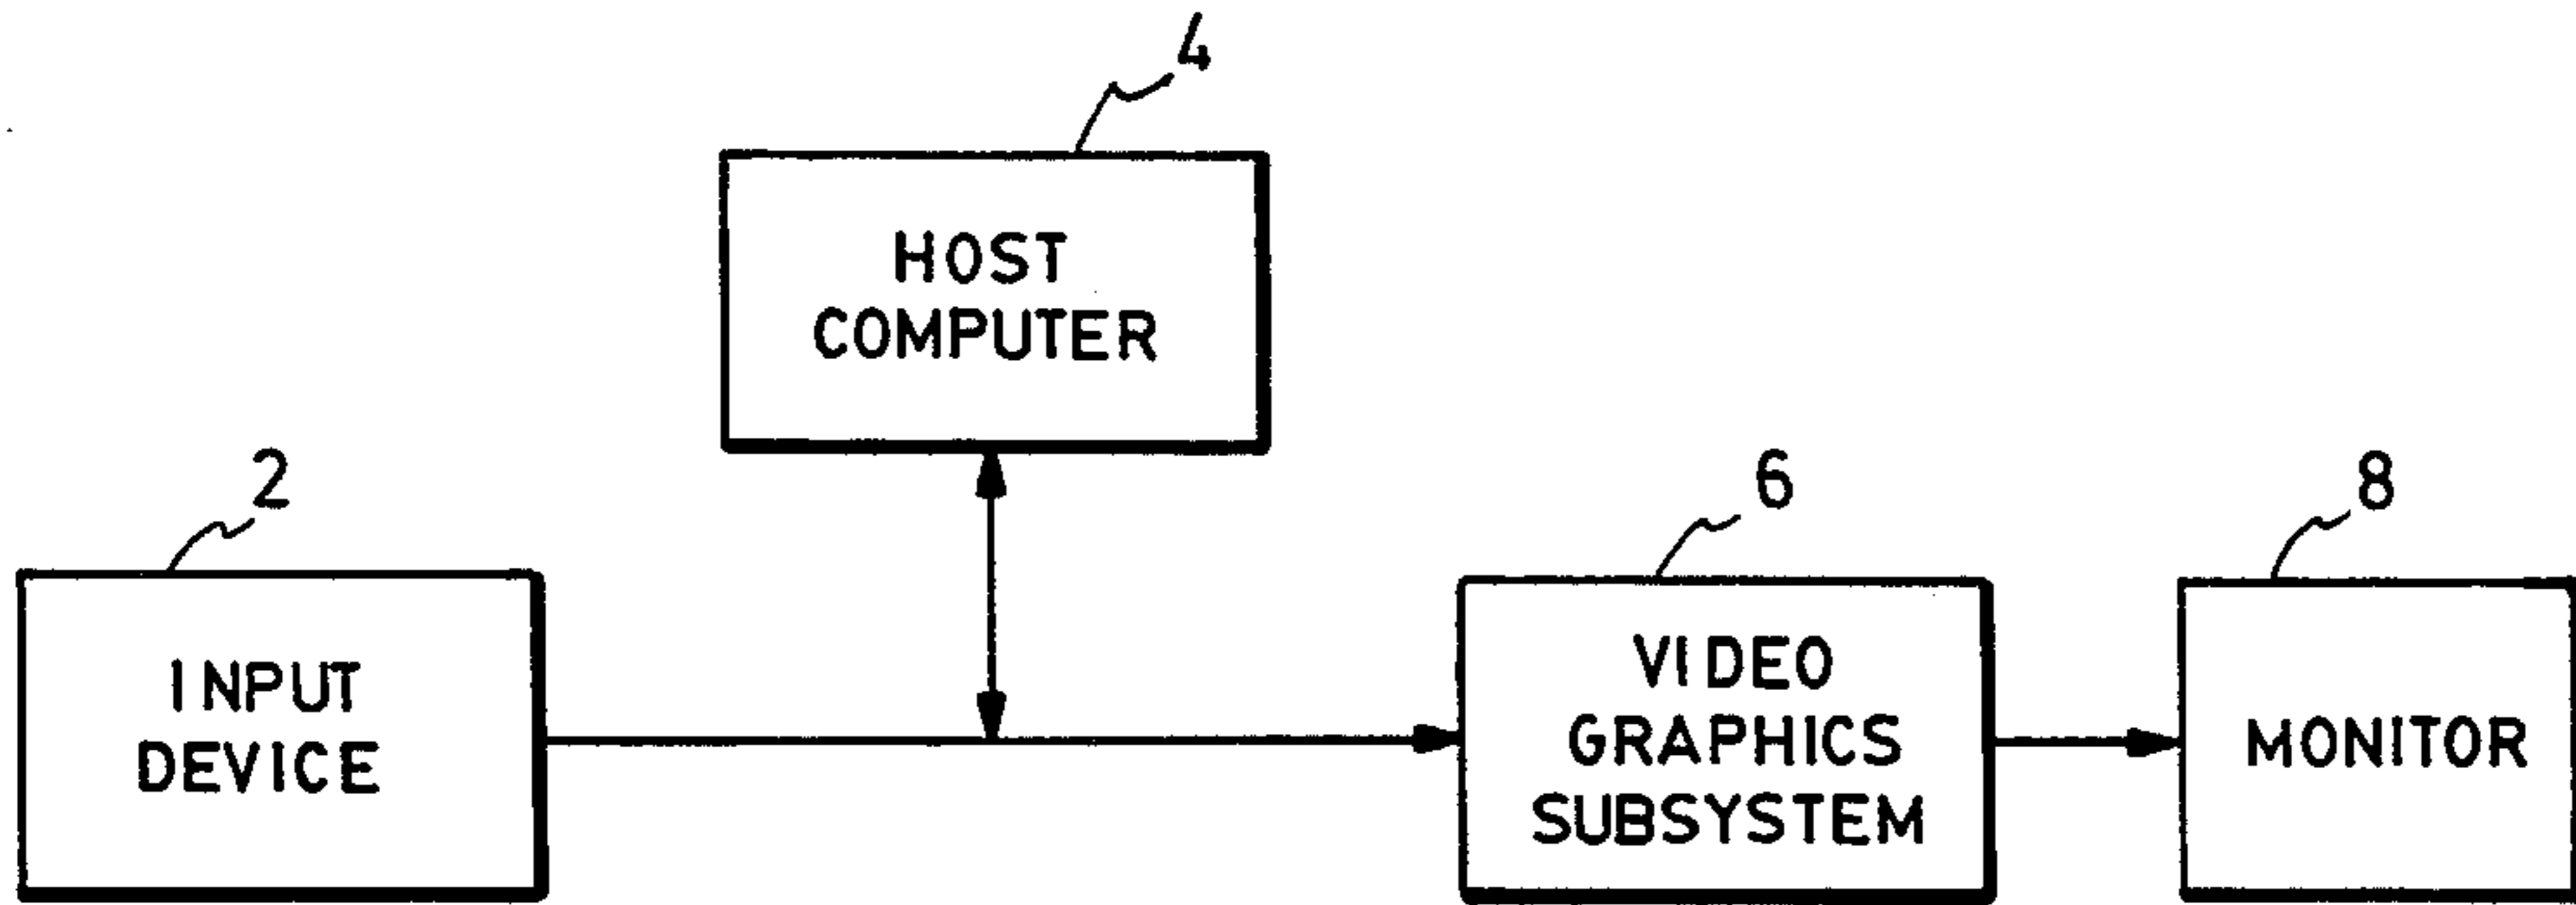 4
HOST
COMPUTER
2
INPUT
DEVICE
6
VIDEO
GRAPHICS
SUBSYSTEM
8
MONITOR